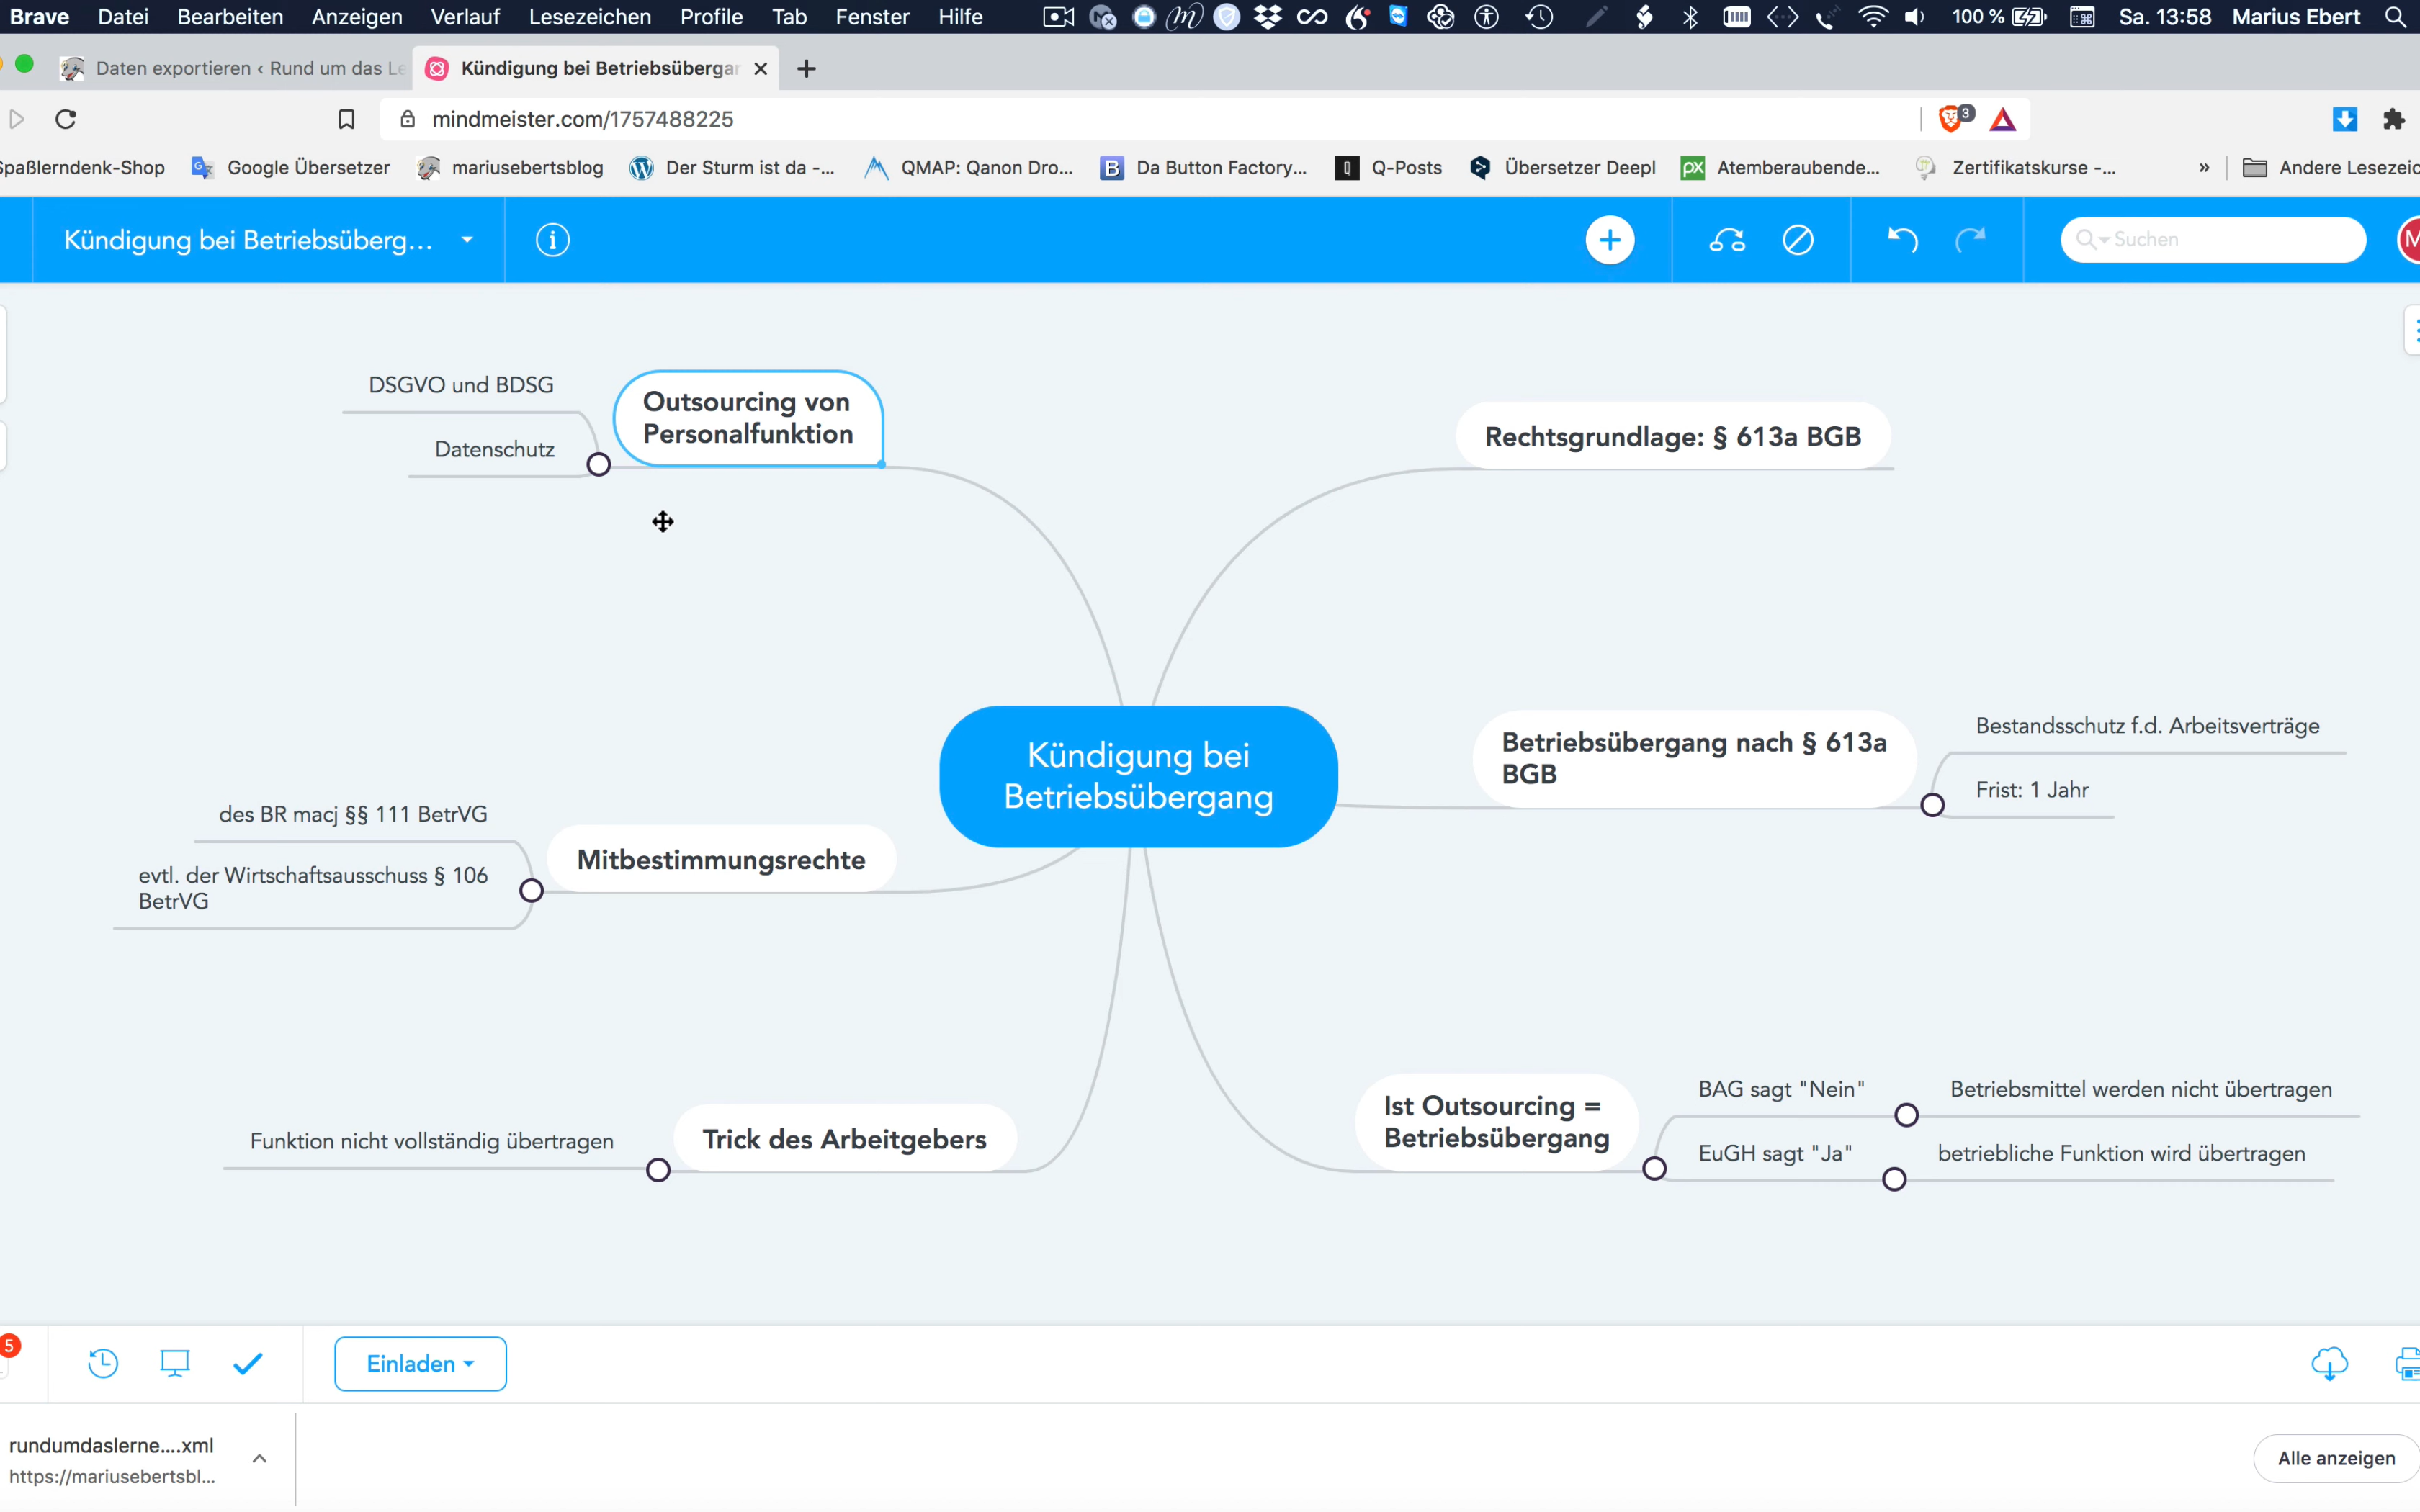 Brave Datei Bearbeiten Anzeigen Verlauf Lesezeichen Profile Tab Fenster Hilfe 100 % Sa. 13:58 Marius Ebert
Daten exportieren ‹ Rund um das Le Kündigung bei Betriebsübergan
mindmeister.com/1757488225 3
Spaßlerndenk-Shop Google Übersetzer mariusebertsblog Der Sturm ist da -... QMAP: Qanon Dro... B Da Button Factory... Q-Posts Übersetzer Deepl px Atemberaubende... Zertifikatskurse -... » Andere Lesezeic
Kündigung bei Betriebsüberg... Suchen M
DSGVO und BDSG
Datenschutz
Outsourcing von
Personalfunktion
Rechtsgrundlage: § 613a BGB
Kündigung bei
Betriebsübergang
Betriebsübergang nach § 613a
BGB
Bestandsschutz f.d. Arbeitsverträge
Frist: 1 Jahr
des BR macj §§ 111 BetrVG
evtl. der Wirtschaftsausschuss § 106
BetrVG
Mitbestimmungsrechte
Funktion nicht vollständig übertragen
Trick des Arbeitgebers
Ist Outsourcing =
Betriebsübergang
BAG sagt "Nein" Betriebsmittel werden nicht übertragen
EuGH sagt "Ja" betriebliche Funktion wird übertragen
5
Einladen
rundumdaslerne....xml
https://mariusebertsbl...
Alle anzeigen